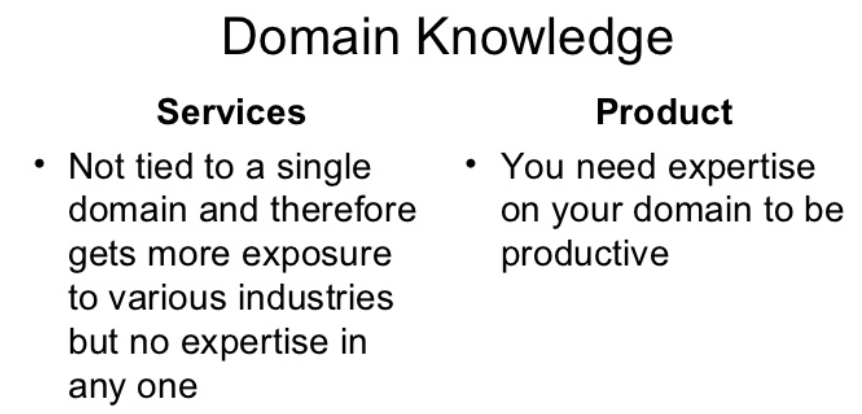 Domain Knowledge
Services
• Not tied to a single
domain and therefore
gets more exposure
to various industries
but no expertise in
any one
Product
• You need expertise
on your domain to be
productive